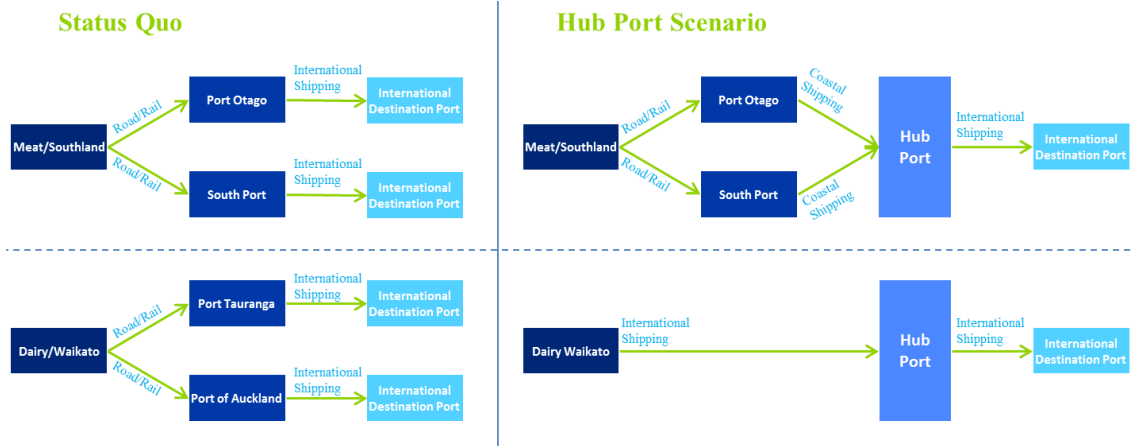 Status Quo
Hub Port Scenario
Road/Rail
Port Otago
International
Shipping
International
Destination Port
Meat/Southland
Road/Rail
South Port
International
Shipping
International
Destination Port
Road/Rail
Port Otago
Coastal
Shipping
Meat/Southland
Road/Rail
South Port
Coastal
Shipping
Hub
Port
International
Shipping
International
Destination Port
Road/Rail
Port Tauranga
International
Shipping
International
Destination Port
Dairy/Waikato
Road/Rail
Port of Auckland
International
Shipping
International
Destination Port
Dairy Waikato
International
Shipping
Hub
Port
International
Shipping
International
Destination Port